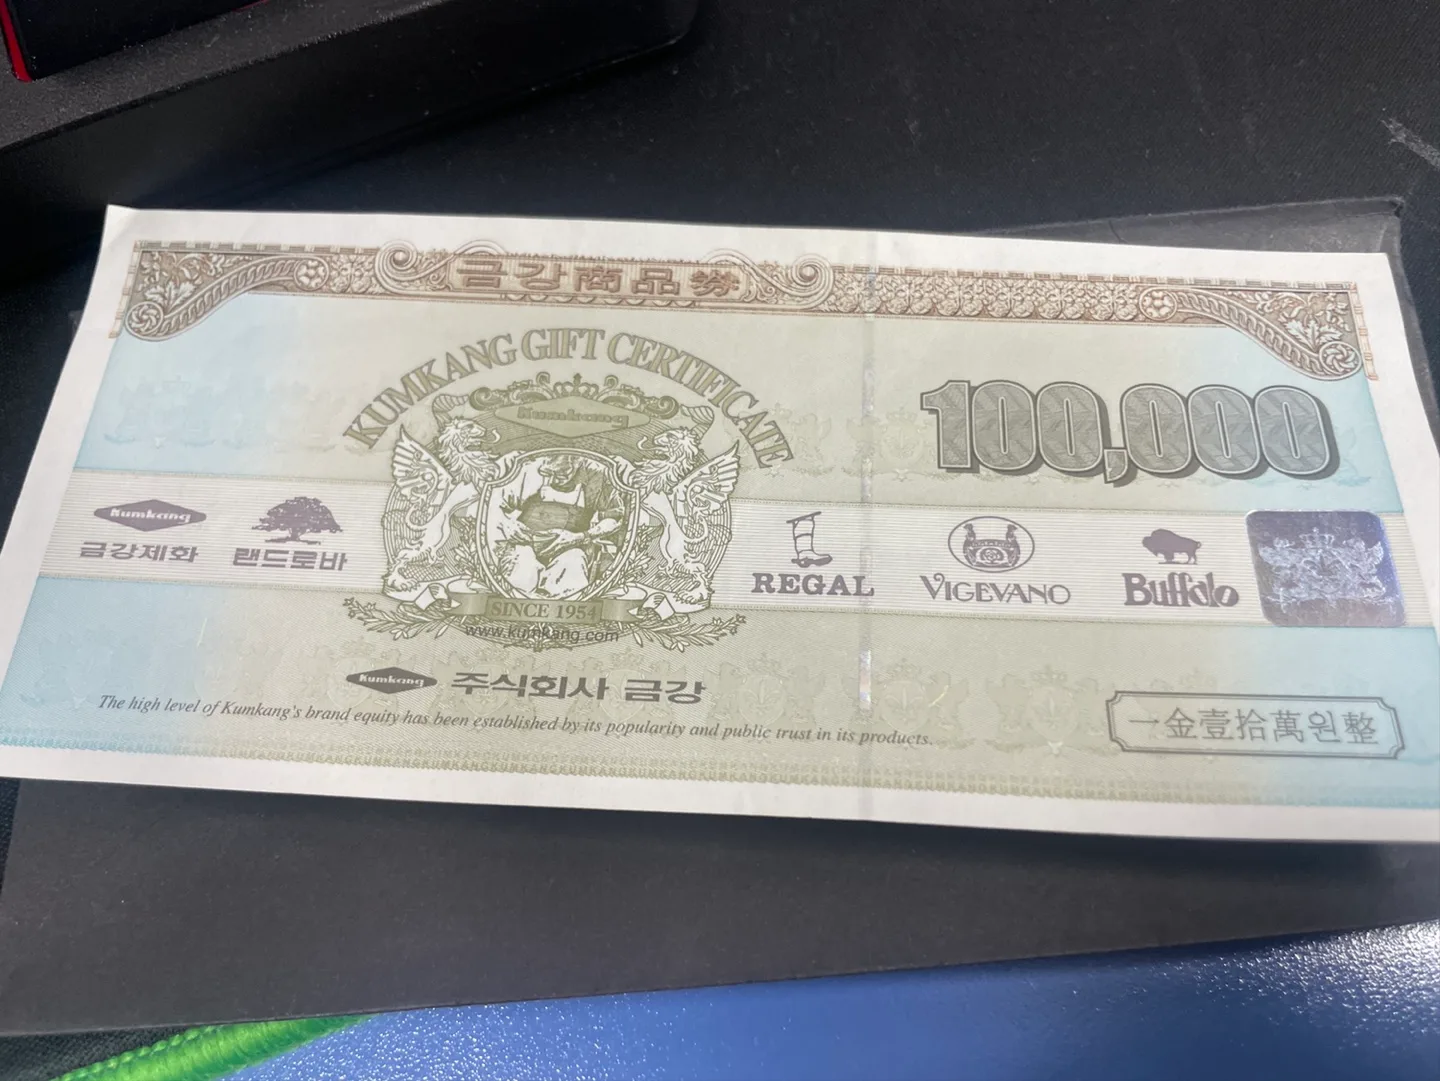 금강商品券
KUMKANG GIFT CERTIFICATE
Kumkang
100,000
Kumkang
금강제화
랜드로바
REGAL
VIGEVANO
Buffalo
SINCE 1954
www.kumkang.com
Kumkang 주식회사 금강
The high level of Kumkang's brand equity has been established by its popularity and public trust in its products.
一金壹拾萬원整